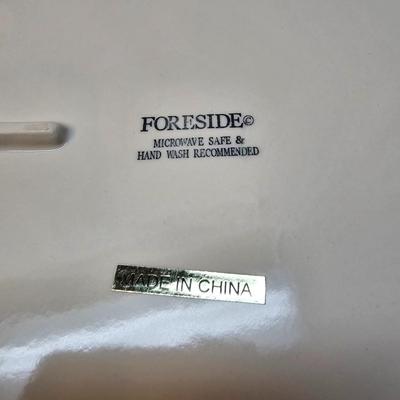 FORESIDE©
MICROWAVE SAFE &
HAND WASH RECOMMENDED
MADE IN CHINA